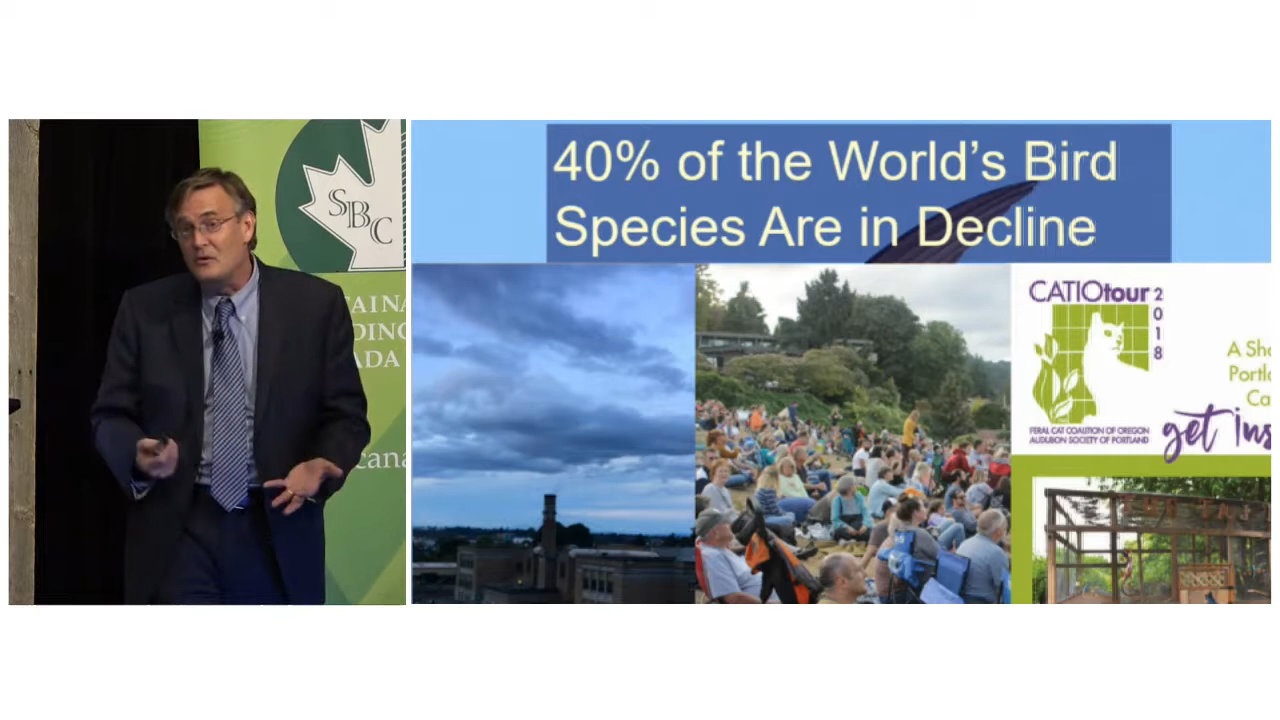 SBC
40% of the World's Bird
Species Are in Decline
CATIOtour 2018
FERAL CAT COALITION OF OREGON
AUDUBON SOCIETY OF PORTLAND
A
get